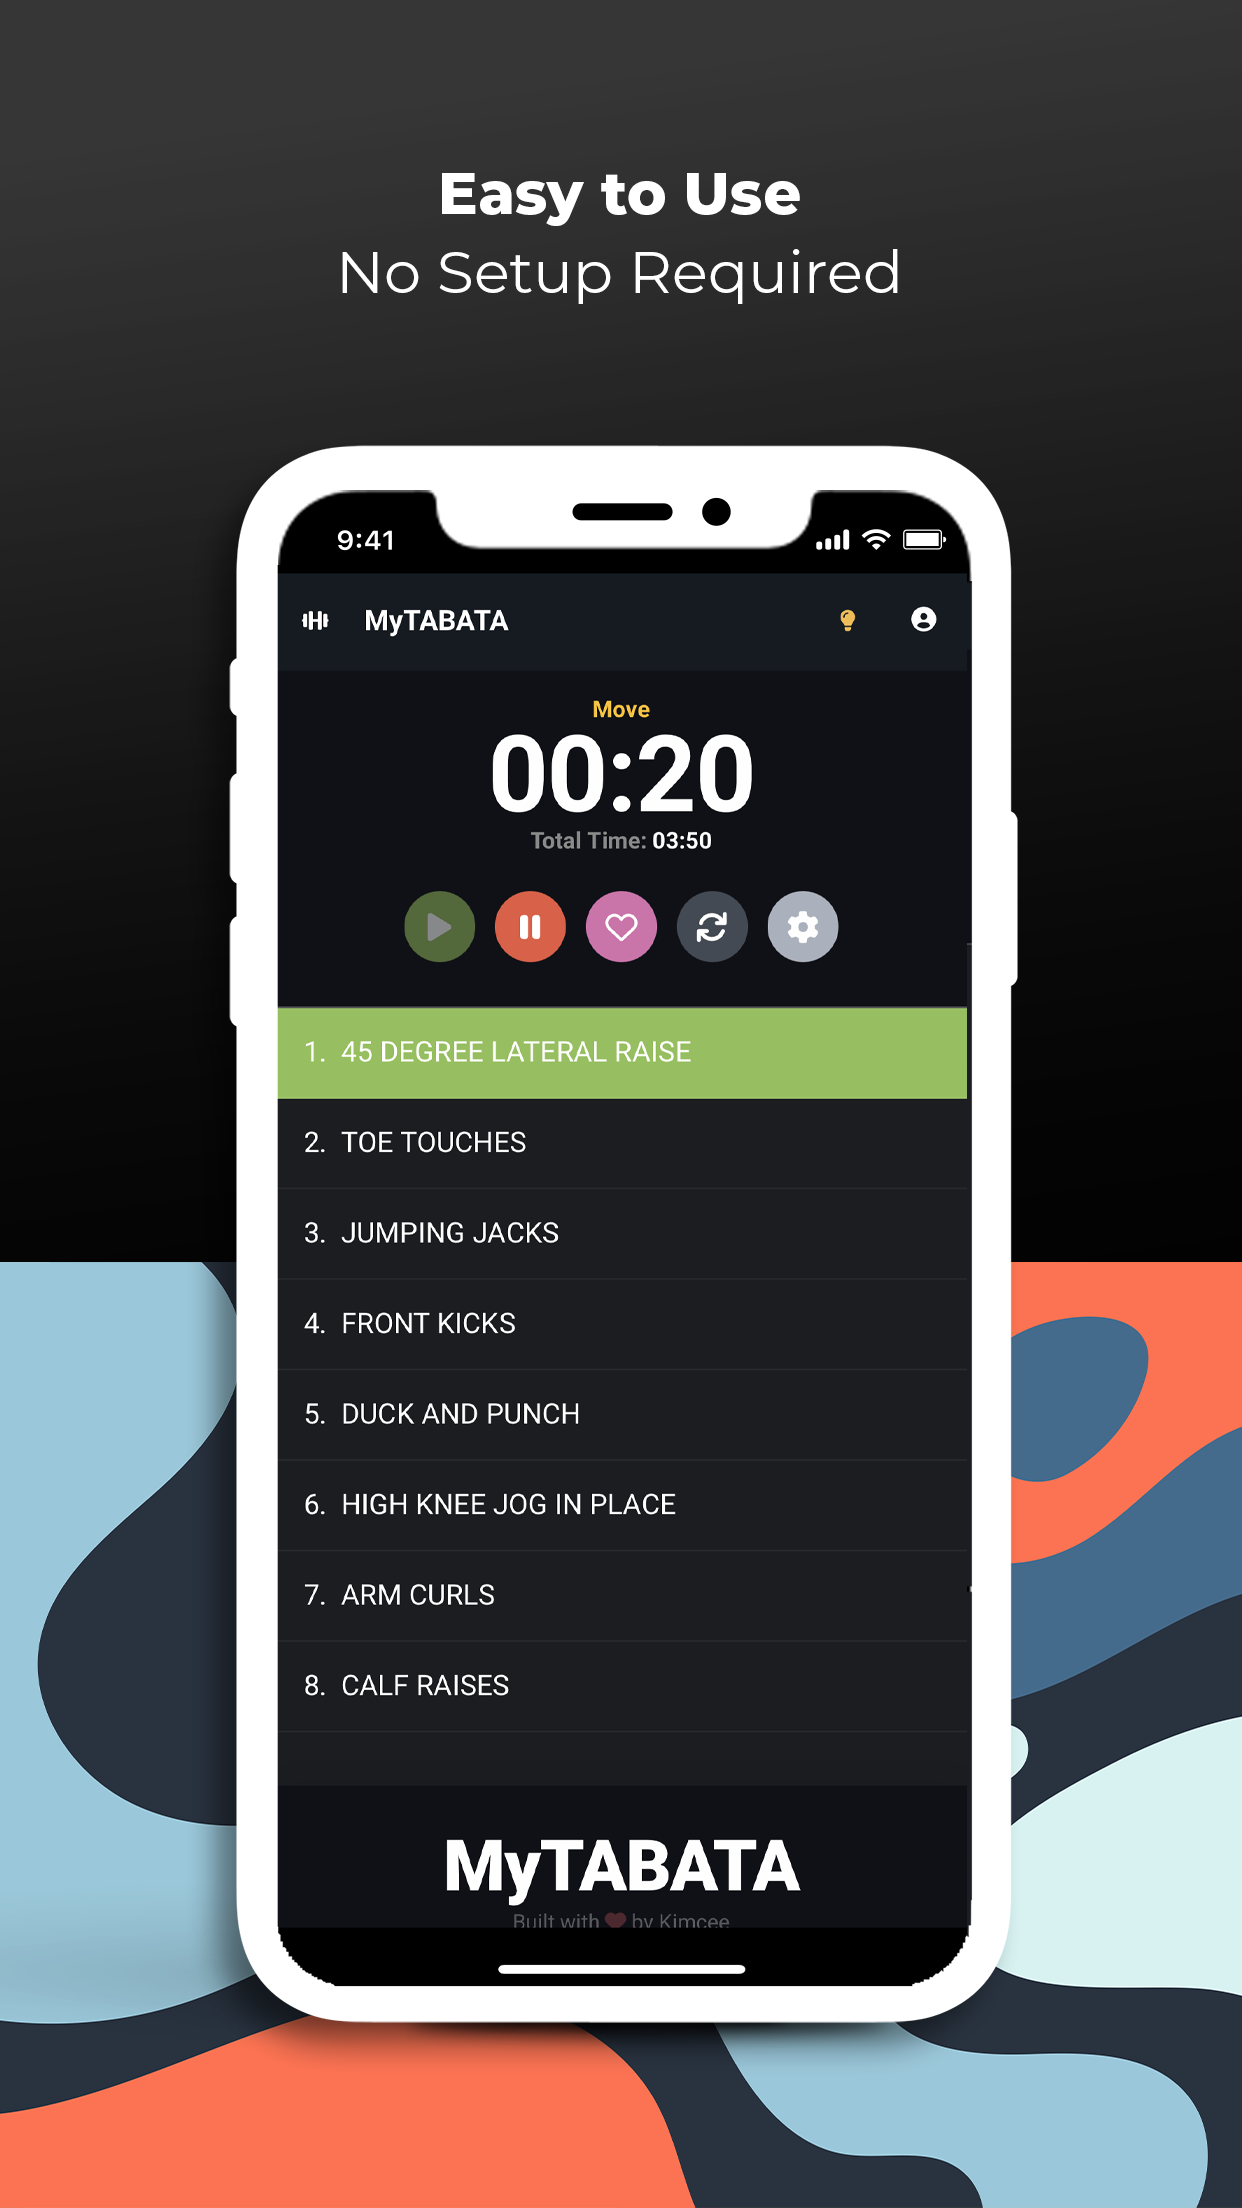 Easy to Use
No Setup Required
9:41
MyTABATA
Move
00:20
Total Time: 03:50
1. 45 DEGREE LATERAL RAISE
2. TOE TOUCHES
3. JUMPING JACKS
4. FRONT KICKS
5. DUCK AND PUNCH
6. HIGH KNEE JOG IN PLACE
7. ARM CURLS
8. CALF RAISES
MyTABATA
Built with ❤ by Kimcee